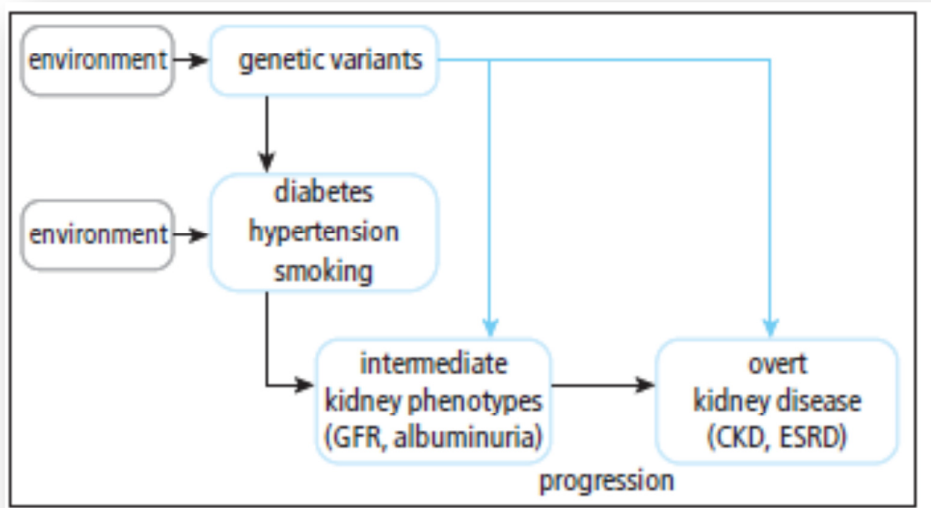 environment
genetic variants
environment
diabetes
hypertension
smoking
intermediate
kidney phenotypes
(GFR, albuminuria)
overt
kidney disease
(CKD, ESRD)
progression